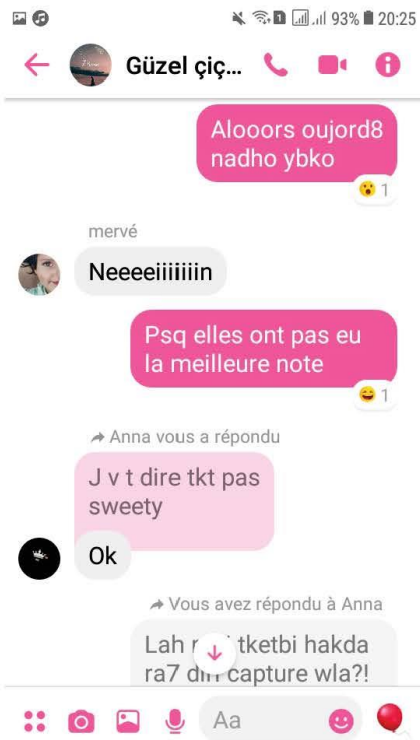 93% 20:25
Güzel çiç...
Alooors oujord8
nadho ybko
1
mervé
Neeeeiiiiiiin
Psq elles ont pas eu
la meilleure note
1
Anna vous a répondu
J v t dire tkt pas
sweety
Ok
Vous avez répondu à Anna
Lah tketbi hakda
ra7 capture wla?!
Aa